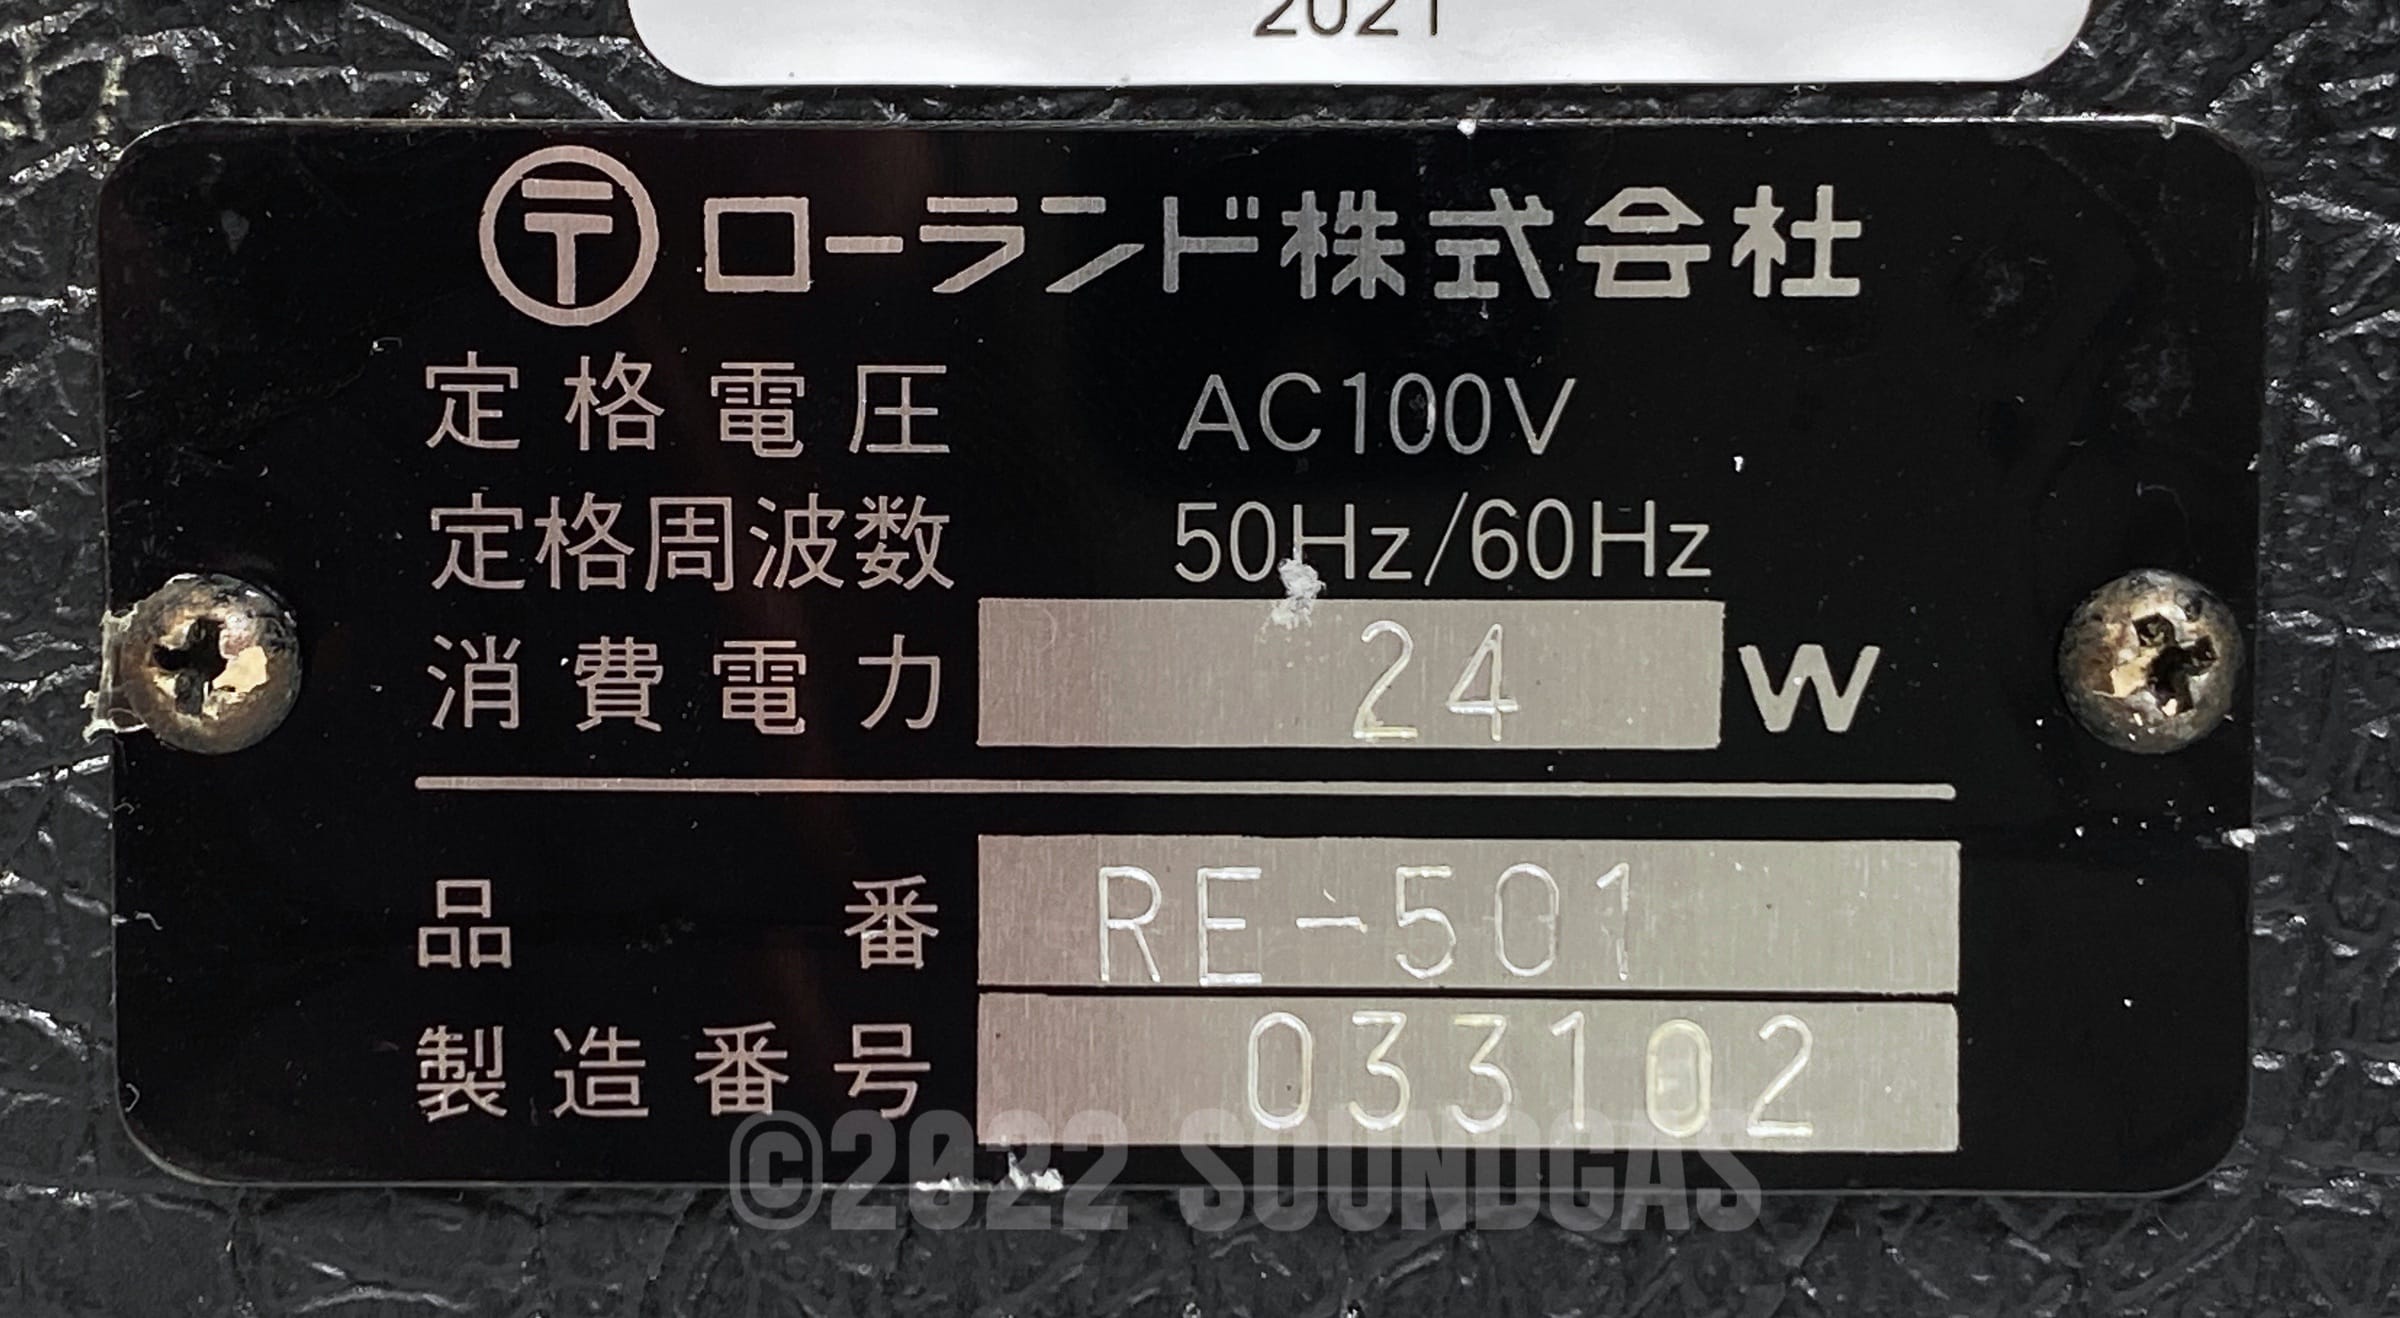 2021
〶 ローランド株式会社
定格電圧 AC100V
定格周波数 50Hz/60Hz
消費電力 24 W
品番 RE-501
製造番号 033102
©2022 SOUNDGAS